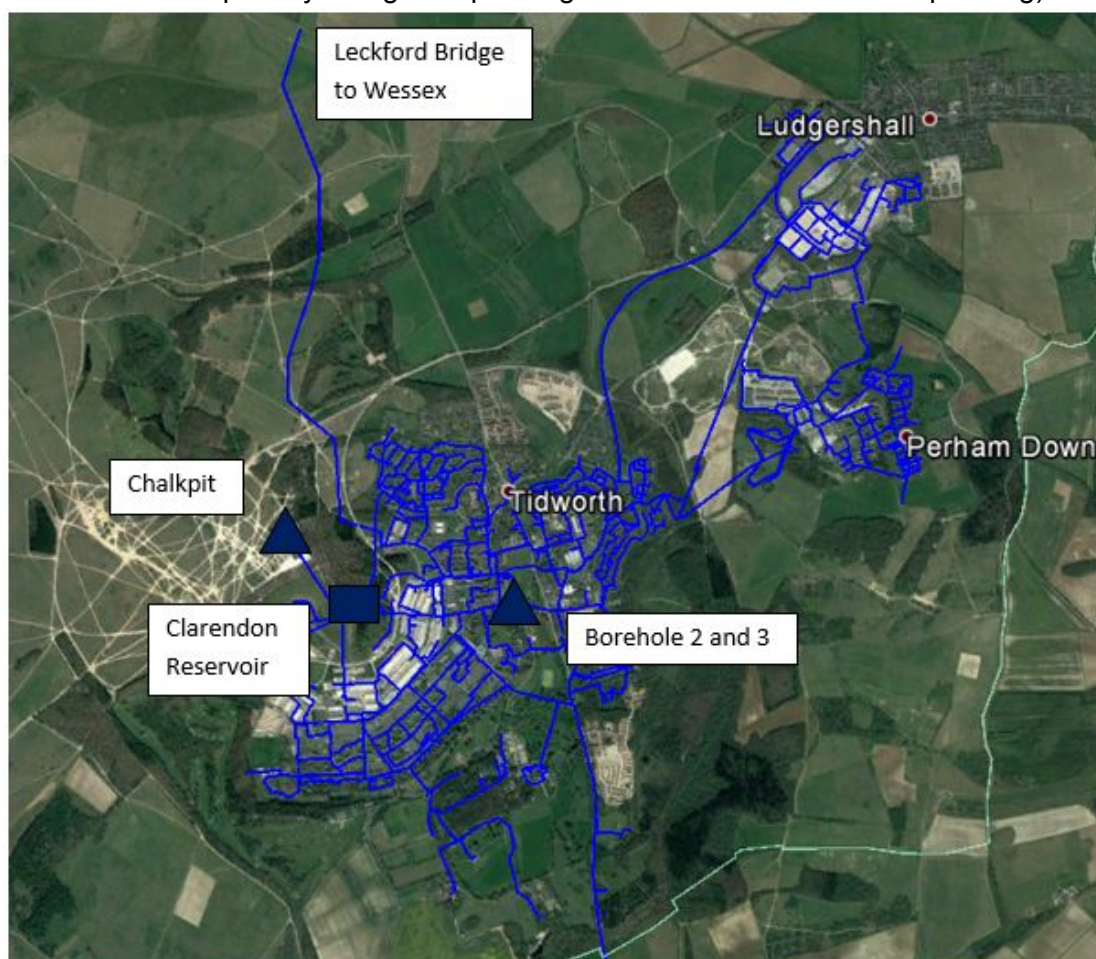 Leckford Bridge
to Wessex
Ludgershall
Perham Down
Tidworth
Chalkpit
Clarendon
Reservoir
Borehole 2 and 3